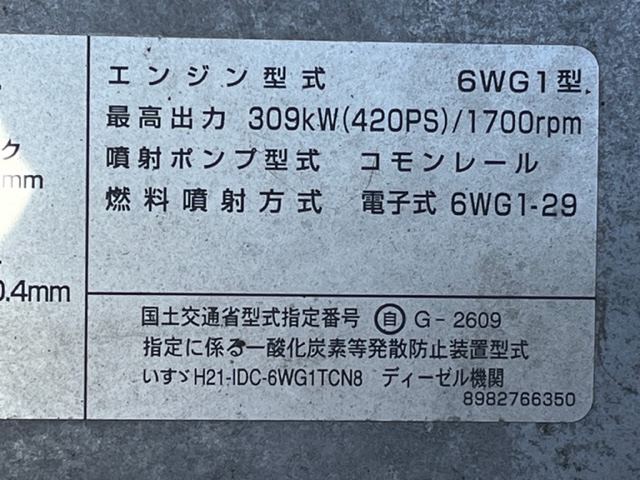 エンジン型式 6WG1型
最高出力 309kW(420PS)/1700rpm
噴射ポンプ型式 コモンレール
燃料噴射方式 電子式 6WG1-29
ク
mm
0.4mm
国土交通省型式指定番号 自 G-2609
指定に係る一酸化炭素等発散防止装置型式
いすゞH21-IDC-6WG1TCN8 ディーゼル機関
8982766350